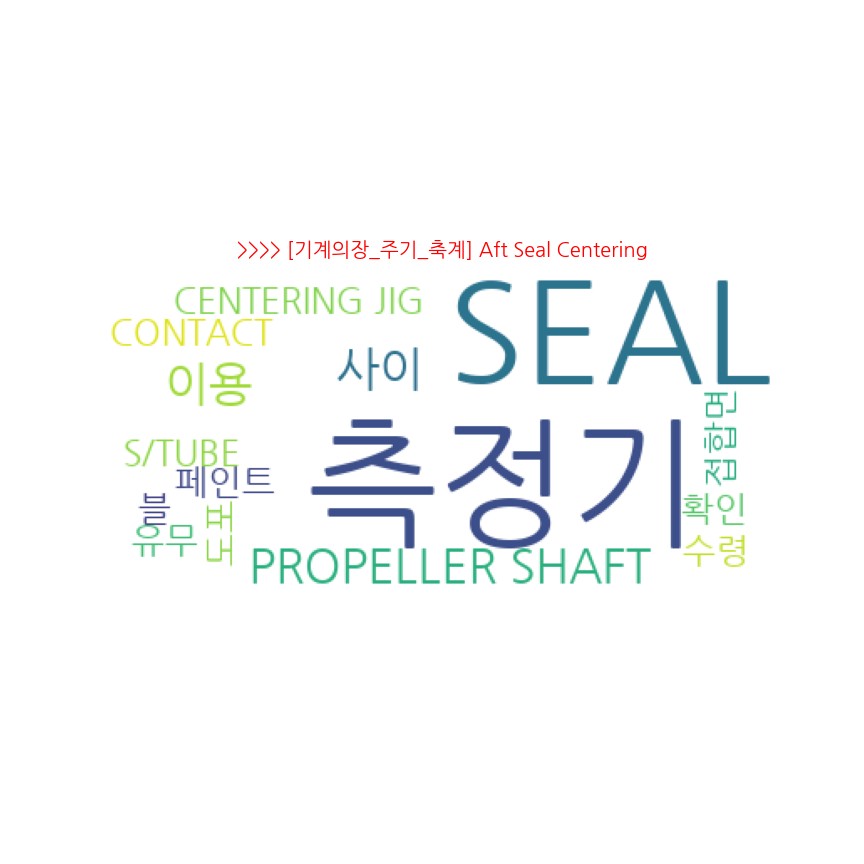 >>>> [기계의장_주기_축계] Aft Seal Centering
CENTERING JIG
SEAL
CONTACT
사이
이용
측정기
접합면
S/TUBE
페인트
블
확인
유무
도포
수령
PROPELLER SHAFT